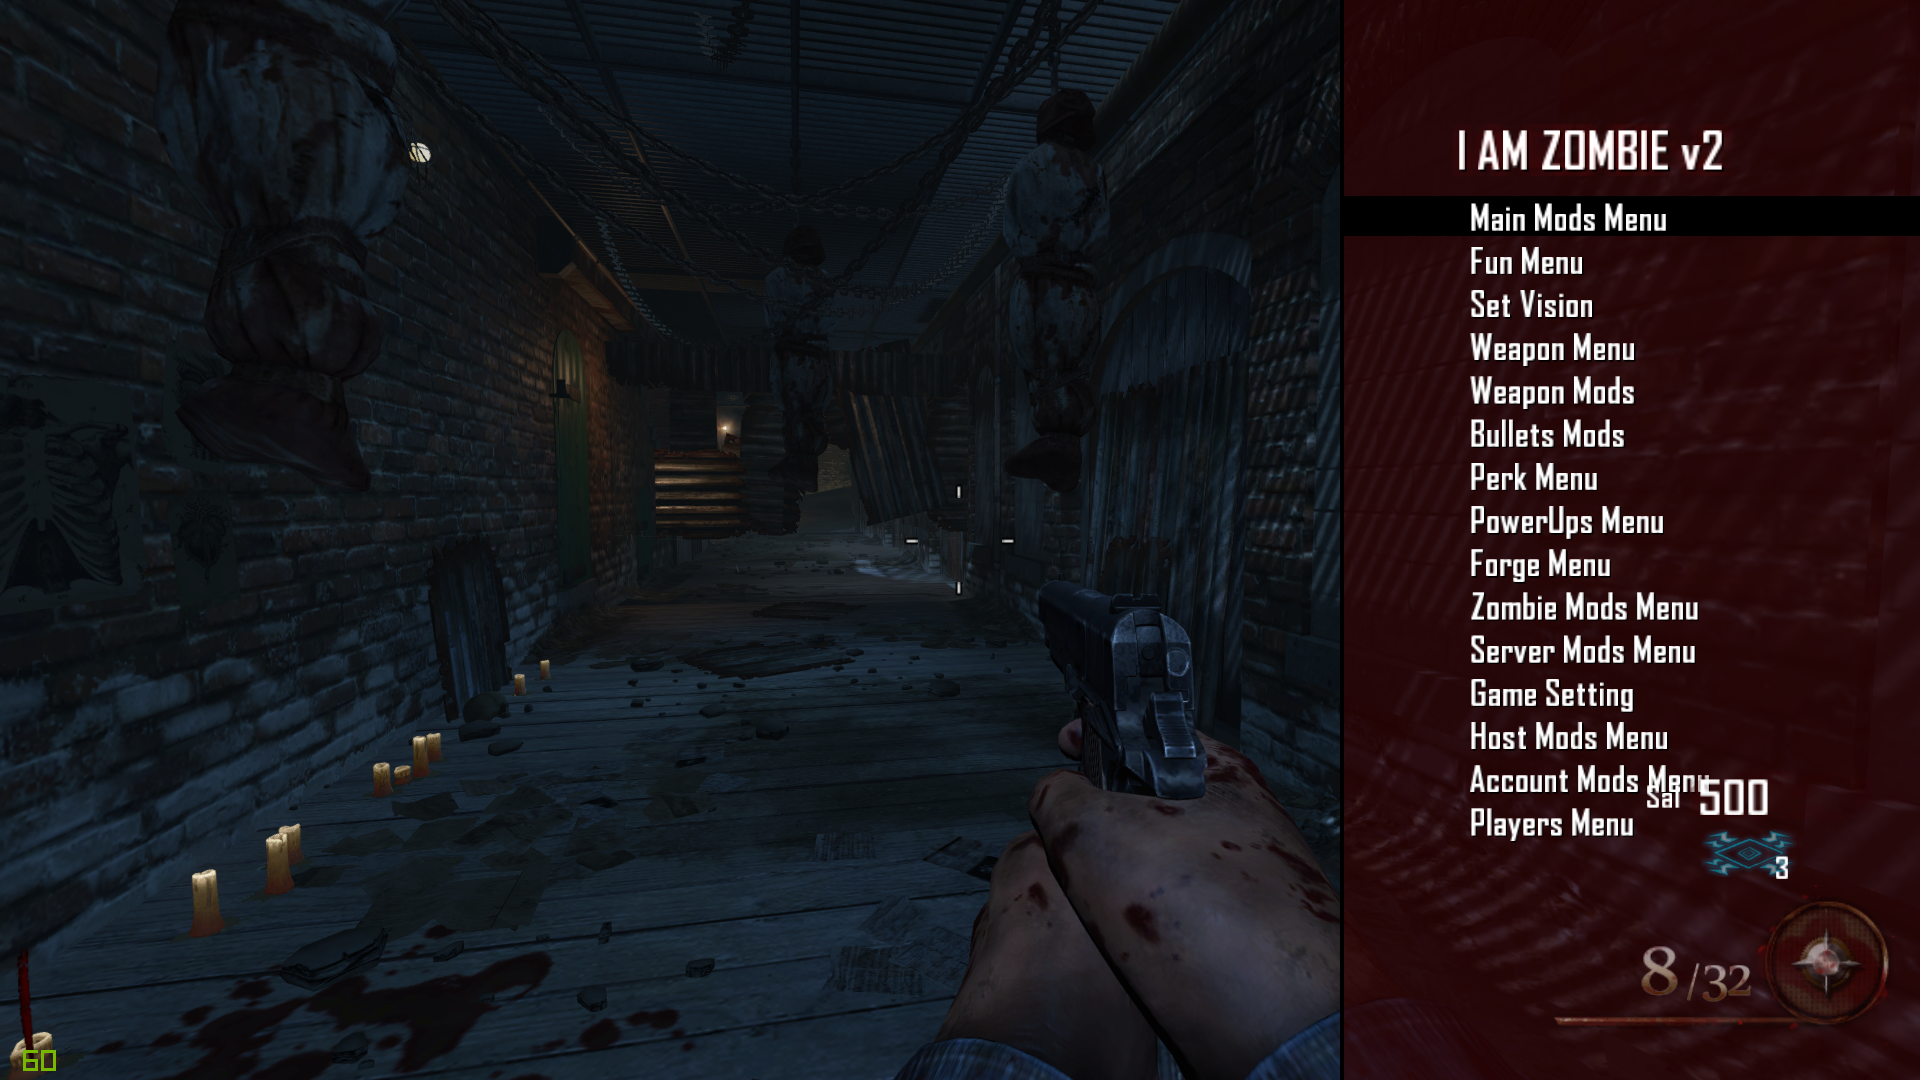 I AM ZOMBIE v2
Main Mods Menu
Fun Menu
Set Vision
Weapon Menu
Weapon Mods
Bullets Mods
Perk Menu
PowerUps Menu
Forge Menu
Zombie Mods Menu
Server Mods Menu
Game Setting
Host Mods Menu
Account Mods Menu
Sal 500
Players Menu
3
8/32
60